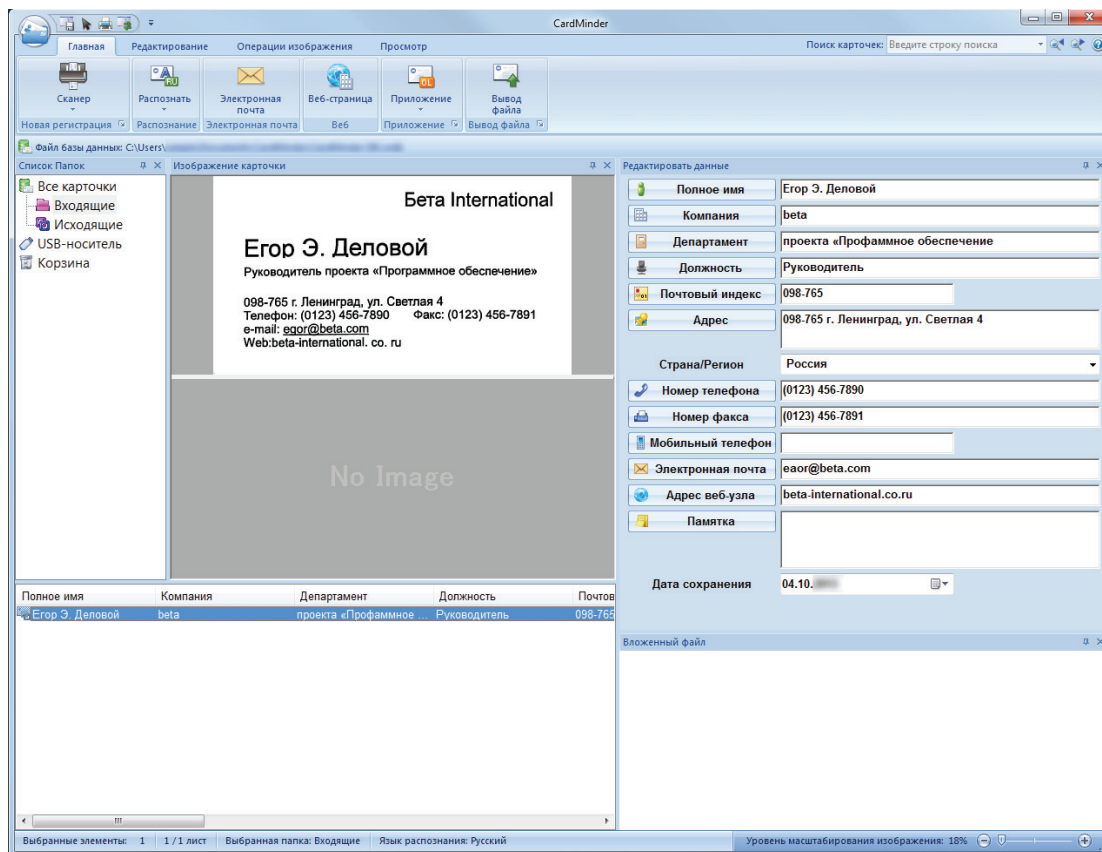 CardMinder
Главная Редактирование Операции изображения Просмотр Поиск карточек: Введите строку поиска
Сканер Распознать Электронная почта Веб-страница Приложение Вывод файла
Новая регистрация Распознание Электронная почта Веб Приложение Вывод файла
Файл базы данных: C:\Users\
Список Папок
Все карточки
Входящие
Исходящие
USB-носитель
Корзина
Изображение карточки
Бета International
Егор Э. Деловой
Руководитель проекта «Программное обеспечение»
098-765 г. Ленинград, ул. Светлая 4
Телефон: (0123) 456-7890 Факс: (0123) 456-7891
e-mail: egor@beta.com
Web:beta-international. co. ru
No Image
Редактировать данные
Полное имя Егор Э. Деловой
Компания beta
Департамент проекта «Профаммное обеспечение
Должность Руководитель
Почтовый индекс 098-765
Адрес 098-765 г. Ленинград, ул. Светлая 4
Страна/Регион Россия
Номер телефона (0123) 456-7890
Номер факса (0123) 456-7891
Мобильный телефон
Электронная почта eaor@beta.com
Адрес веб-узла beta-international.co.ru
Памятка
Дата сохранения 04.10.
Полное имя Компания Департамент Должность Почтов
Егор Э. Деловой beta проекта «Профаммное ... Руководитель 098-765
Вложенный файл
Выбранные элементы: 1 1 / 1 лист Выбранная папка: Входящие Язык распознания: Русский Уровень масштабирования изображения: 18%